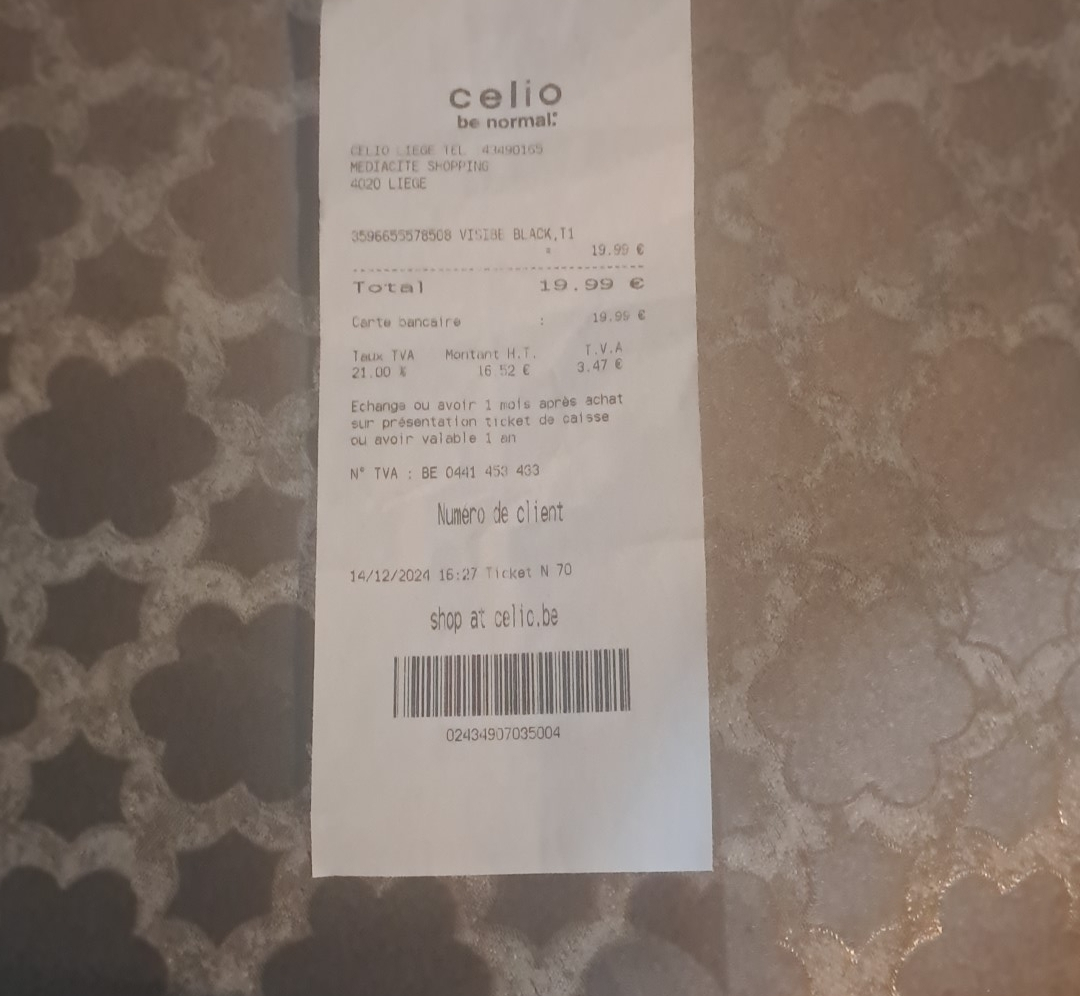 celio
be normal:
CELIO LIEGE TEL 43490165
MEDIACITE SHOPPING
4020 LIEGE
3596655578508 VISIBE BLACK,T1
= 19.99 €
Total 19.99 €
Carte bancaire : 19.99 €
Taux TVA Montant H.T. T.V.A
21.00 % 16.52 € 3.47 €
Echange ou avoir 1 mois après achat
sur présentation ticket de caisse
ou avoir valable 1 an
N° TVA : BE 0441 453 433
Numéro de client
14/12/2024 16:27 Ticket N 70
shop at celio.be
02434907035004